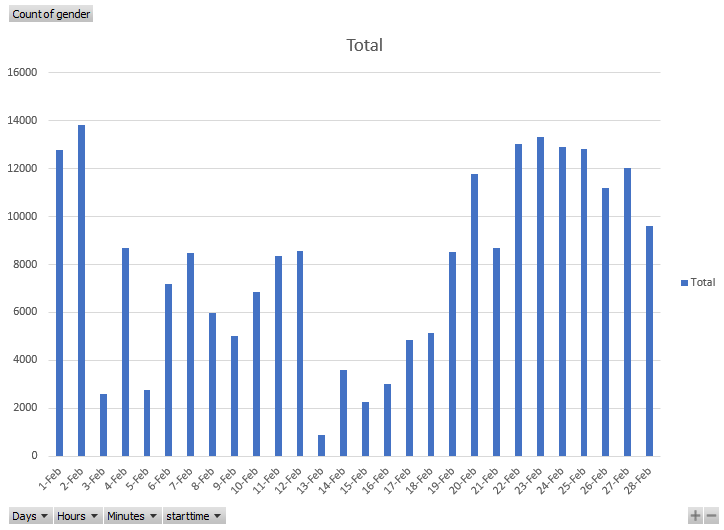 Count of gender
Total
16000
14000
12000
10000
8000
6000
4000
2000
0
1-Feb 2-Feb 3-Feb 4-Feb 5-Feb 6-Feb 7-Feb 8-Feb 9-Feb 10-Feb 11-Feb 12-Feb 13-Feb 14-Feb 15-Feb 16-Feb 17-Feb 18-Feb 19-Feb 20-Feb 21-Feb 22-Feb 23-Feb 24-Feb 25-Feb 26-Feb 27-Feb 28-Feb
Total
Days Hours Minutes starttime